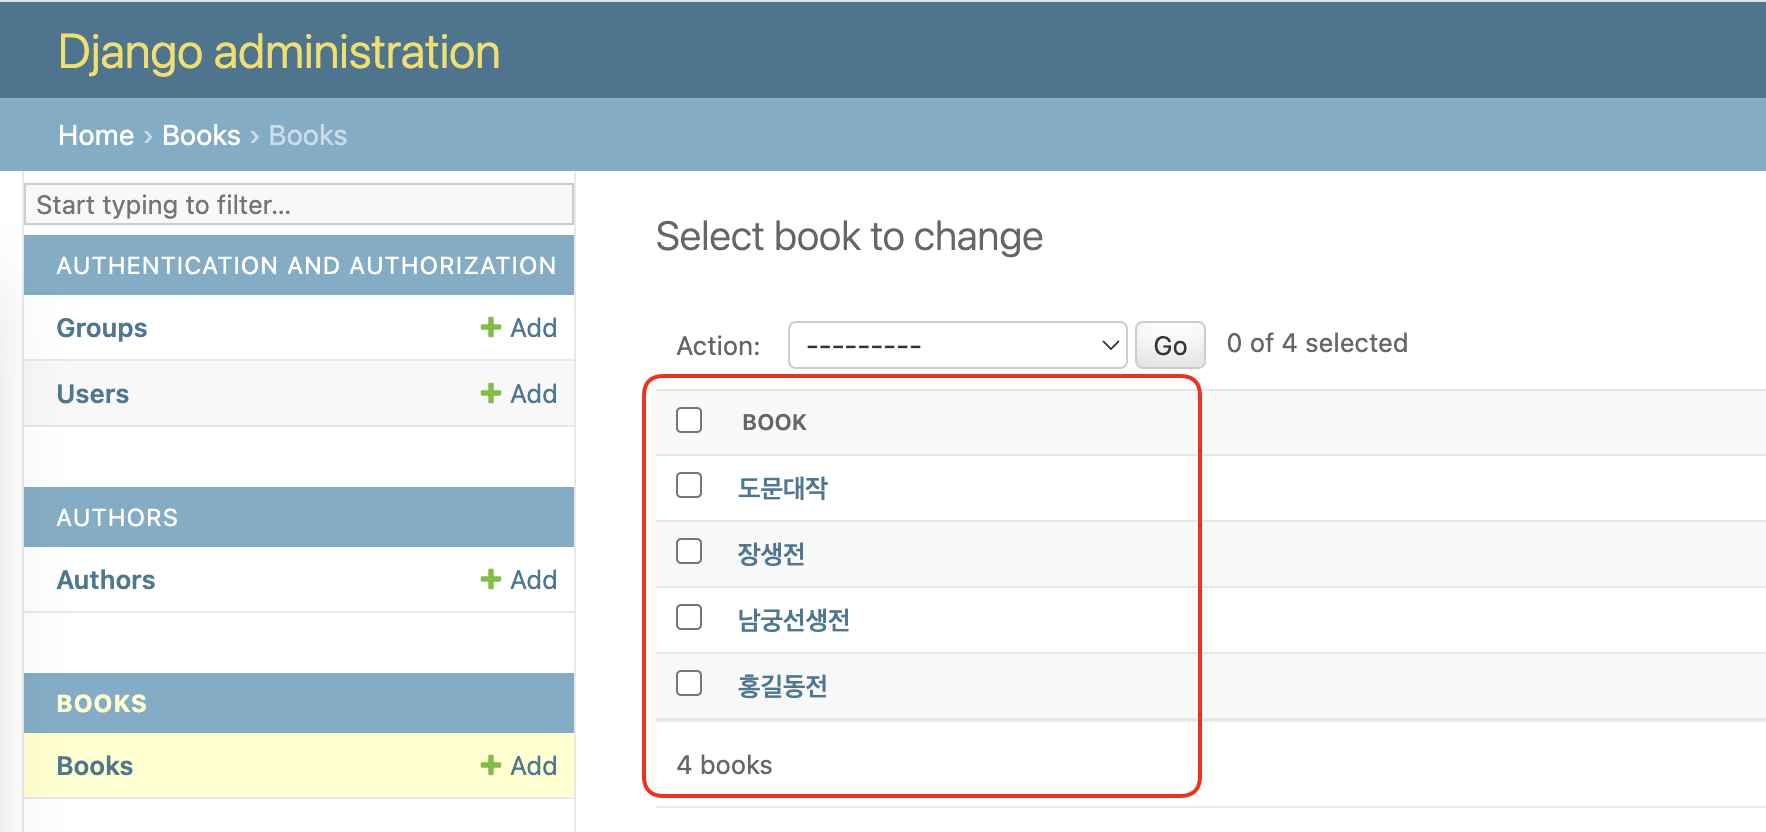 Django administration
Home › Books › Books
Start typing to filter...
AUTHENTICATION AND AUTHORIZATION
Groups + Add
Users + Add
AUTHORS
Authors + Add
BOOKS
Books + Add
Select book to change
Action: --------- Go 0 of 4 selected
BOOK
도문대작
장생전
남궁선생전
홍길동전
4 books